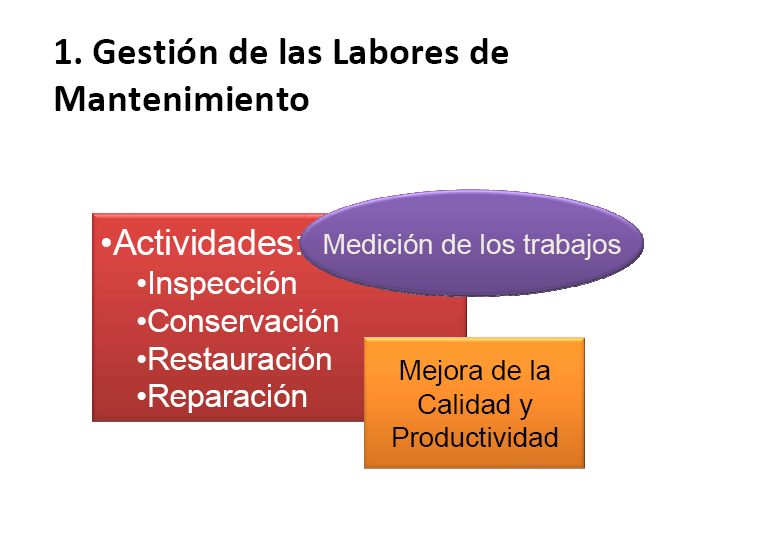 1. Gestión de las Labores de
Mantenimiento
•Actividades:
Medición de los trabajos
•Inspección
•Conservación
•Restauración
•Reparación
Mejora de la
Calidad y
Productividad